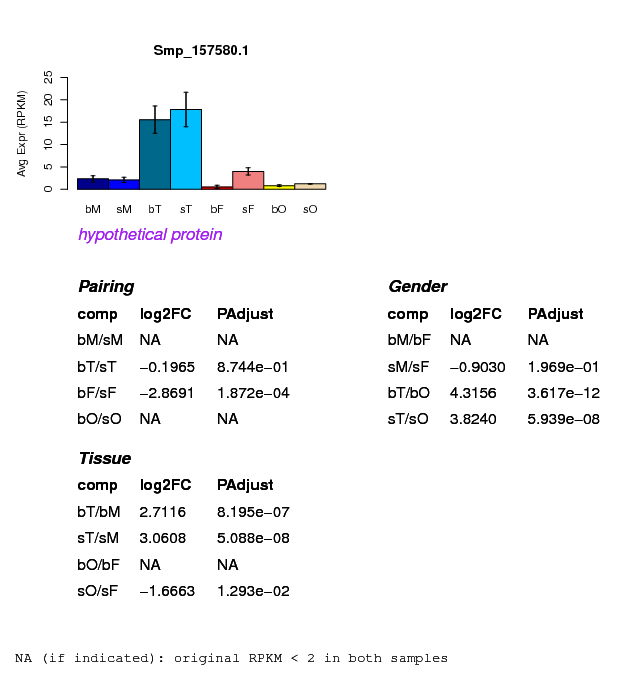 Smp_157580.1
Avg Expr (RPKM)
0 5 10 15 20 25
bM sM bT sT bF sF bO sO
hypothetical protein
Pairing
comp log2FC PAdjust
bM/sM NA NA
bT/sT −0.1965 8.744e−01
bF/sF −2.8691 1.872e−04
bO/sO NA NA
Gender
comp log2FC PAdjust
bM/bF NA NA
sM/sF −0.9030 1.969e−01
bT/bO 4.3156 3.617e−12
sT/sO 3.8240 5.939e−08
Tissue
comp log2FC PAdjust
bT/bM 2.7116 8.195e−07
sT/sM 3.0608 5.088e−08
bO/bF NA NA
sO/sF −1.6663 1.293e−02
NA (if indicated): original RPKM < 2 in both samples